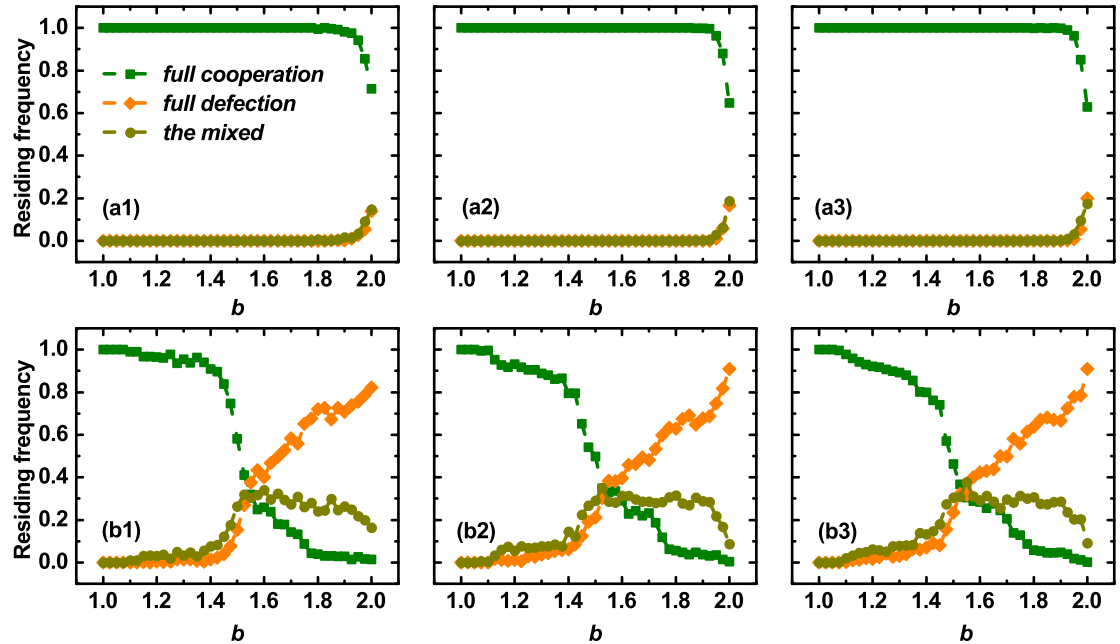 Residing frequency
1.0
0.8
0.6
0.4
0.2
0.0
full cooperation
full defection
the mixed
(a1)
1.0 1.2 1.4 1.6 1.8 2.0
b
(a2)
1.0 1.2 1.4 1.6 1.8 2.0
b
(a3)
1.0 1.2 1.4 1.6 1.8 2.0
b
Residing frequency
1.0
0.8
0.6
0.4
0.2
0.0
(b1)
1.0 1.2 1.4 1.6 1.8 2.0
b
(b2)
1.0 1.2 1.4 1.6 1.8 2.0
b
(b3)
1.0 1.2 1.4 1.6 1.8 2.0
b